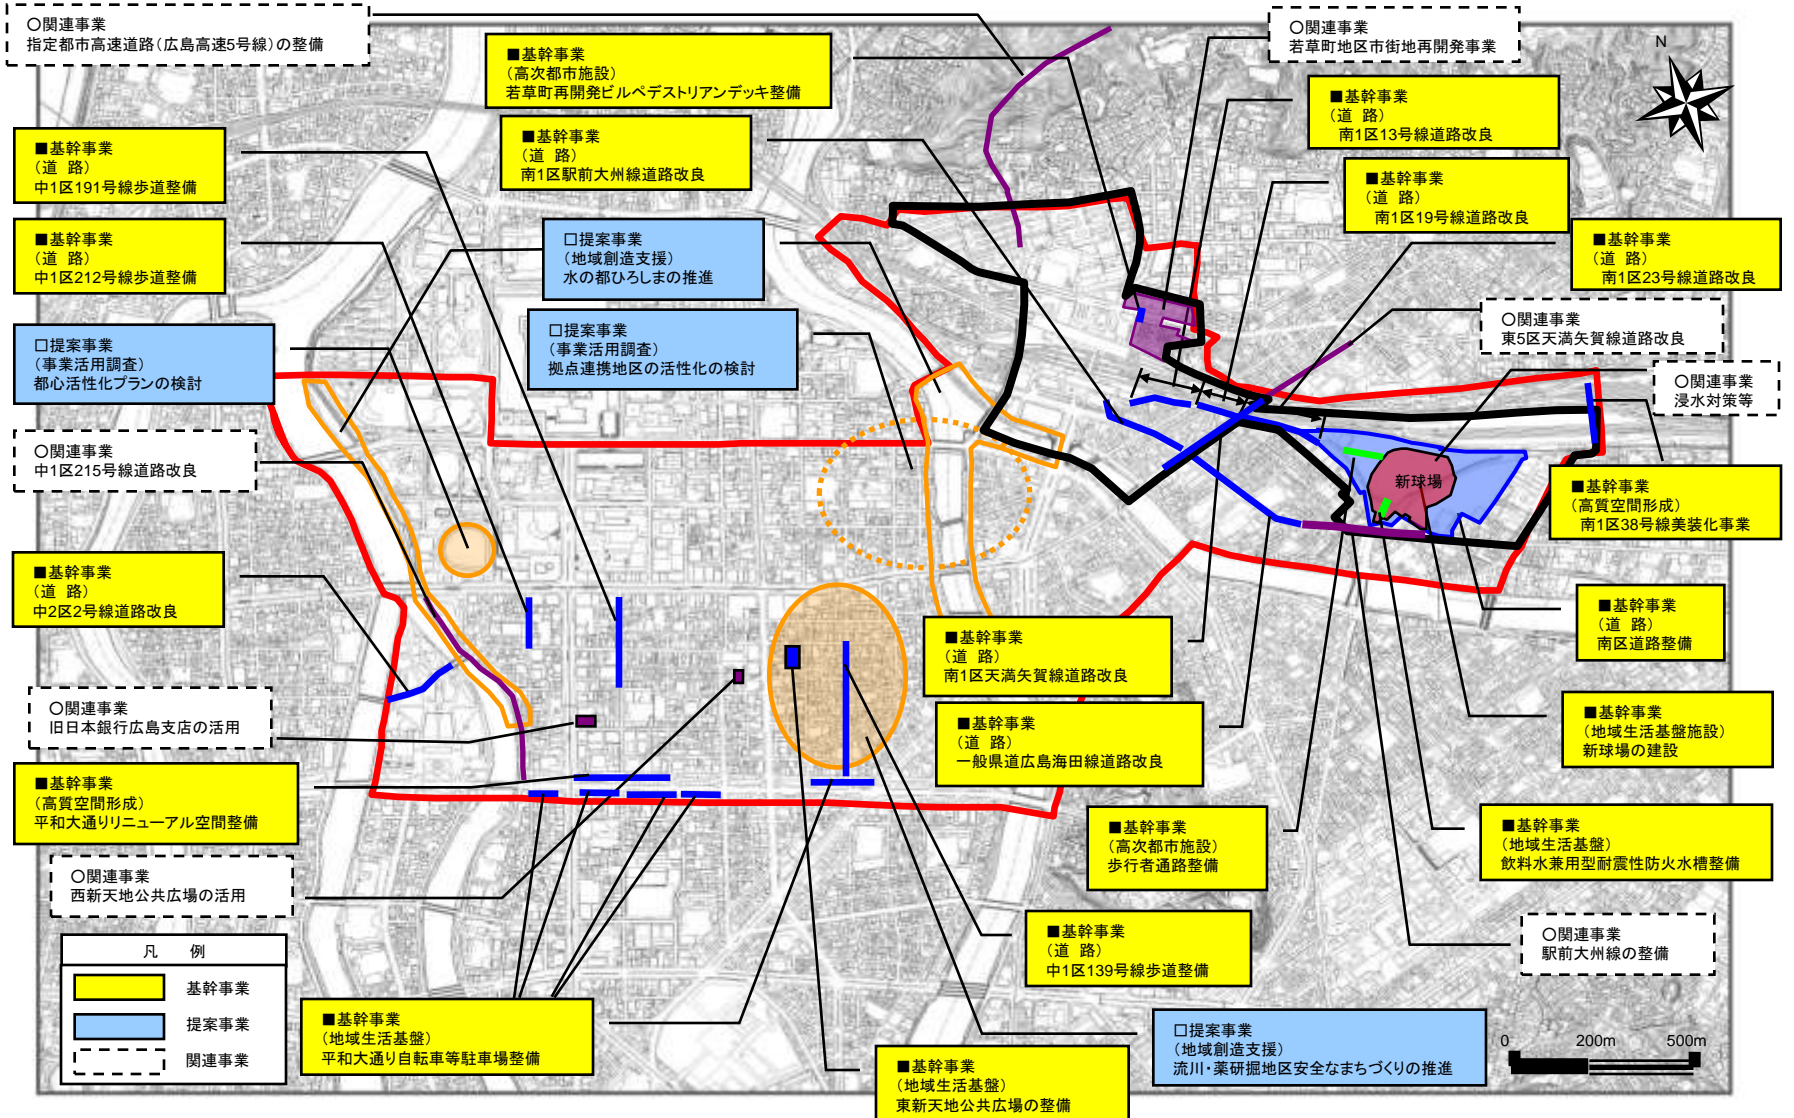 ○関連事業
指定都市高速道路(広島高速5号線)の整備
■基幹事業
(高次都市施設)
若草町再開発ビルペデストリアンデッキ整備
○関連事業
若草町地区市街地再開発事業
N
■基幹事業
(道 路)
南1区13号線道路改良
■基幹事業
(道 路)
中1区191号線歩道整備
■基幹事業
(道 路)
南1区駅前大州線道路改良
■基幹事業
(道 路)
南1区19号線道路改良
■基幹事業
(道 路)
中1区212号線歩道整備
□提案事業
(地域創造支援)
水の都ひろしまの推進
■基幹事業
(道 路)
南1区23号線道路改良
□提案事業
(事業活用調査)
都心活性化プランの検討
□提案事業
(事業活用調査)
拠点連携地区の活性化の検討
○関連事業
東5区天満矢賀線道路改良
○関連事業
浸水対策等
○関連事業
中1区215号線道路改良
新球場
■基幹事業
(高質空間形成)
南1区38号線美装化事業
■基幹事業
(道 路)
中2区2号線道路改良
■基幹事業
(道 路)
南区道路整備
■基幹事業
(道 路)
南1区天満矢賀線道路改良
○関連事業
旧日本銀行広島支店の活用
■基幹事業
(道 路)
一般県道広島海田線道路改良
■基幹事業
(地域生活基盤施設)
新球場の建設
■基幹事業
(高質空間形成)
平和大通りリニューアル空間整備
■基幹事業
(高次都市施設)
歩行者通路整備
■基幹事業
(地域生活基盤)
飲料水兼用型耐震性防火水槽整備
○関連事業
西新天地公共広場の活用
■基幹事業
(道 路)
中1区139号線歩道整備
○関連事業
駅前大州線の整備
凡 例
基幹事業
提案事業
関連事業
■基幹事業
(地域生活基盤)
平和大通り自転車等駐車場整備
□提案事業
(地域創造支援)
流川・薬研掘地区安全なまちづくりの推進
■基幹事業
(地域生活基盤)
東新天地公共広場の整備
0 200m 500m